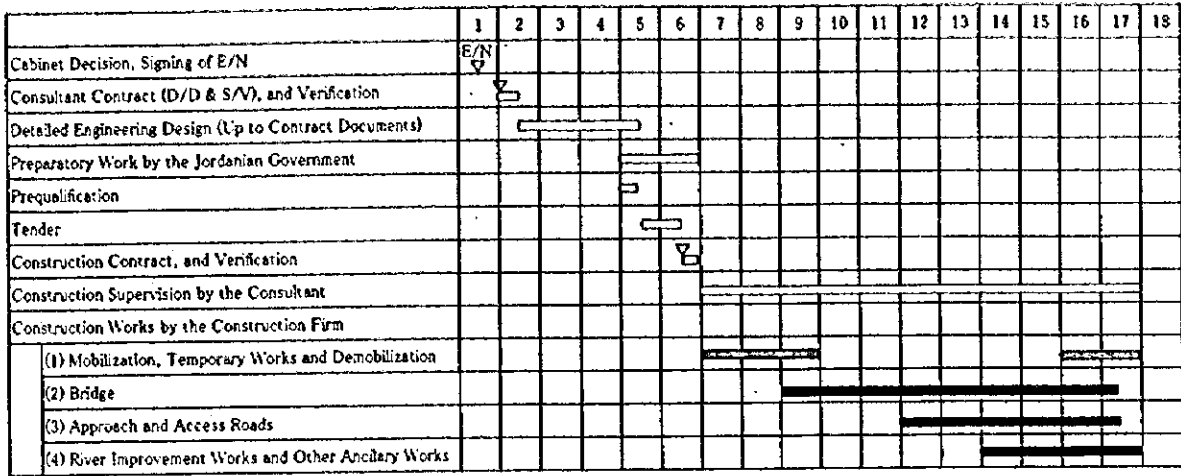 1 2 3 4 5 6 7 8 9 10 11 12 13 14 15 16 17 18
E/N
Cabinet Decision, Signing of E/N
Consultant Contract (D/D & S/V), and Verification
Detailed Engineering Design (Up to Contract Documents)
Preparatory Work by the Jordanian Government
Prequalification
Tender
Construction Contract, and Verification
Construction Supervision by the Consultant
Construction Works by the Construction Firm
(1) Mobilization, Temporary Works and Demobilization
(2) Bridge
(3) Approach and Access Roads
(4) River Improvement Works and Other Ancilary Works